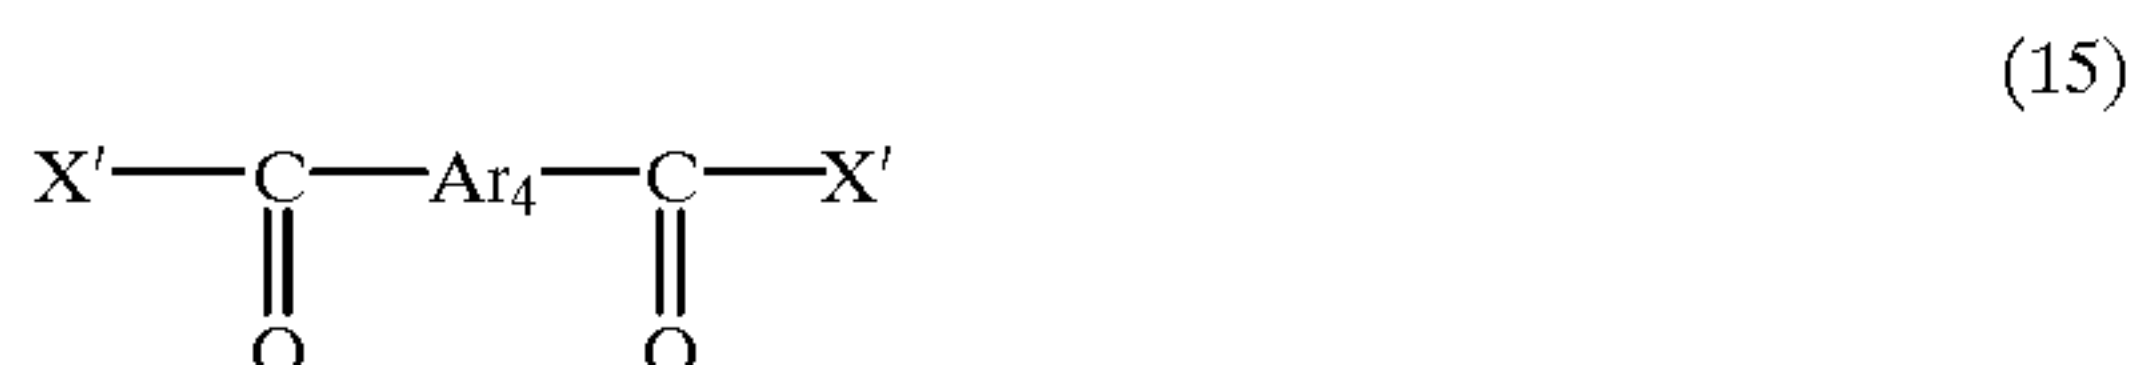 (15)
X′—C—Ar₄—C—X′
O O